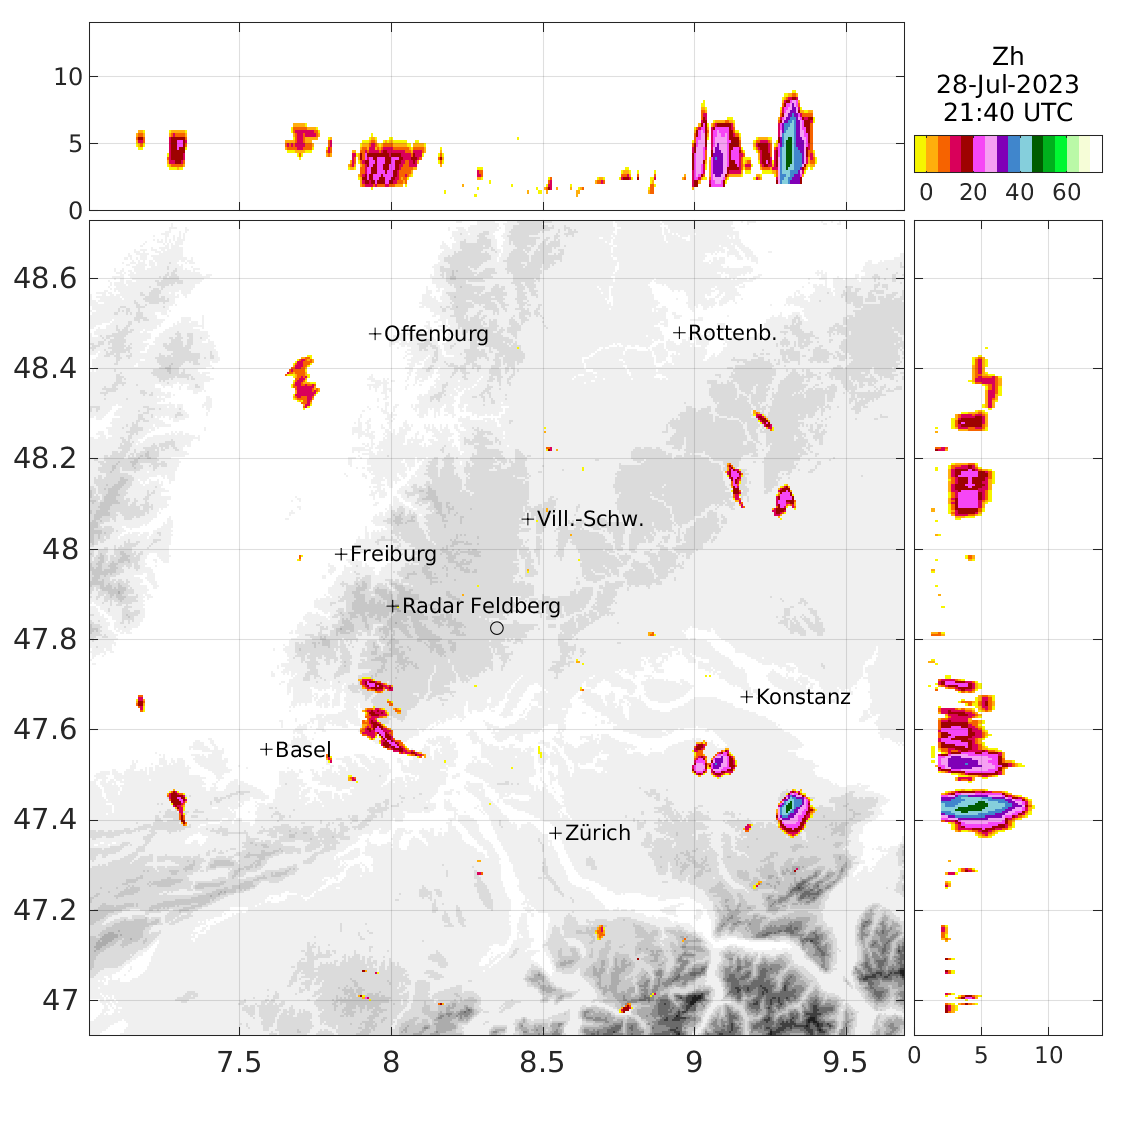 Zh
28-Jul-2023
21:40 UTC
0 20 40 60
10
5
0
48.6
48.4
48.2
48
47.8
47.6
47.4
47.2
47
Offenburg
Rottenb.
Vill.-Schw.
Freiburg
Radar Feldberg
Konstanz
Basel
Zürich
7.5 8 8.5 9 9.5
0 5 10